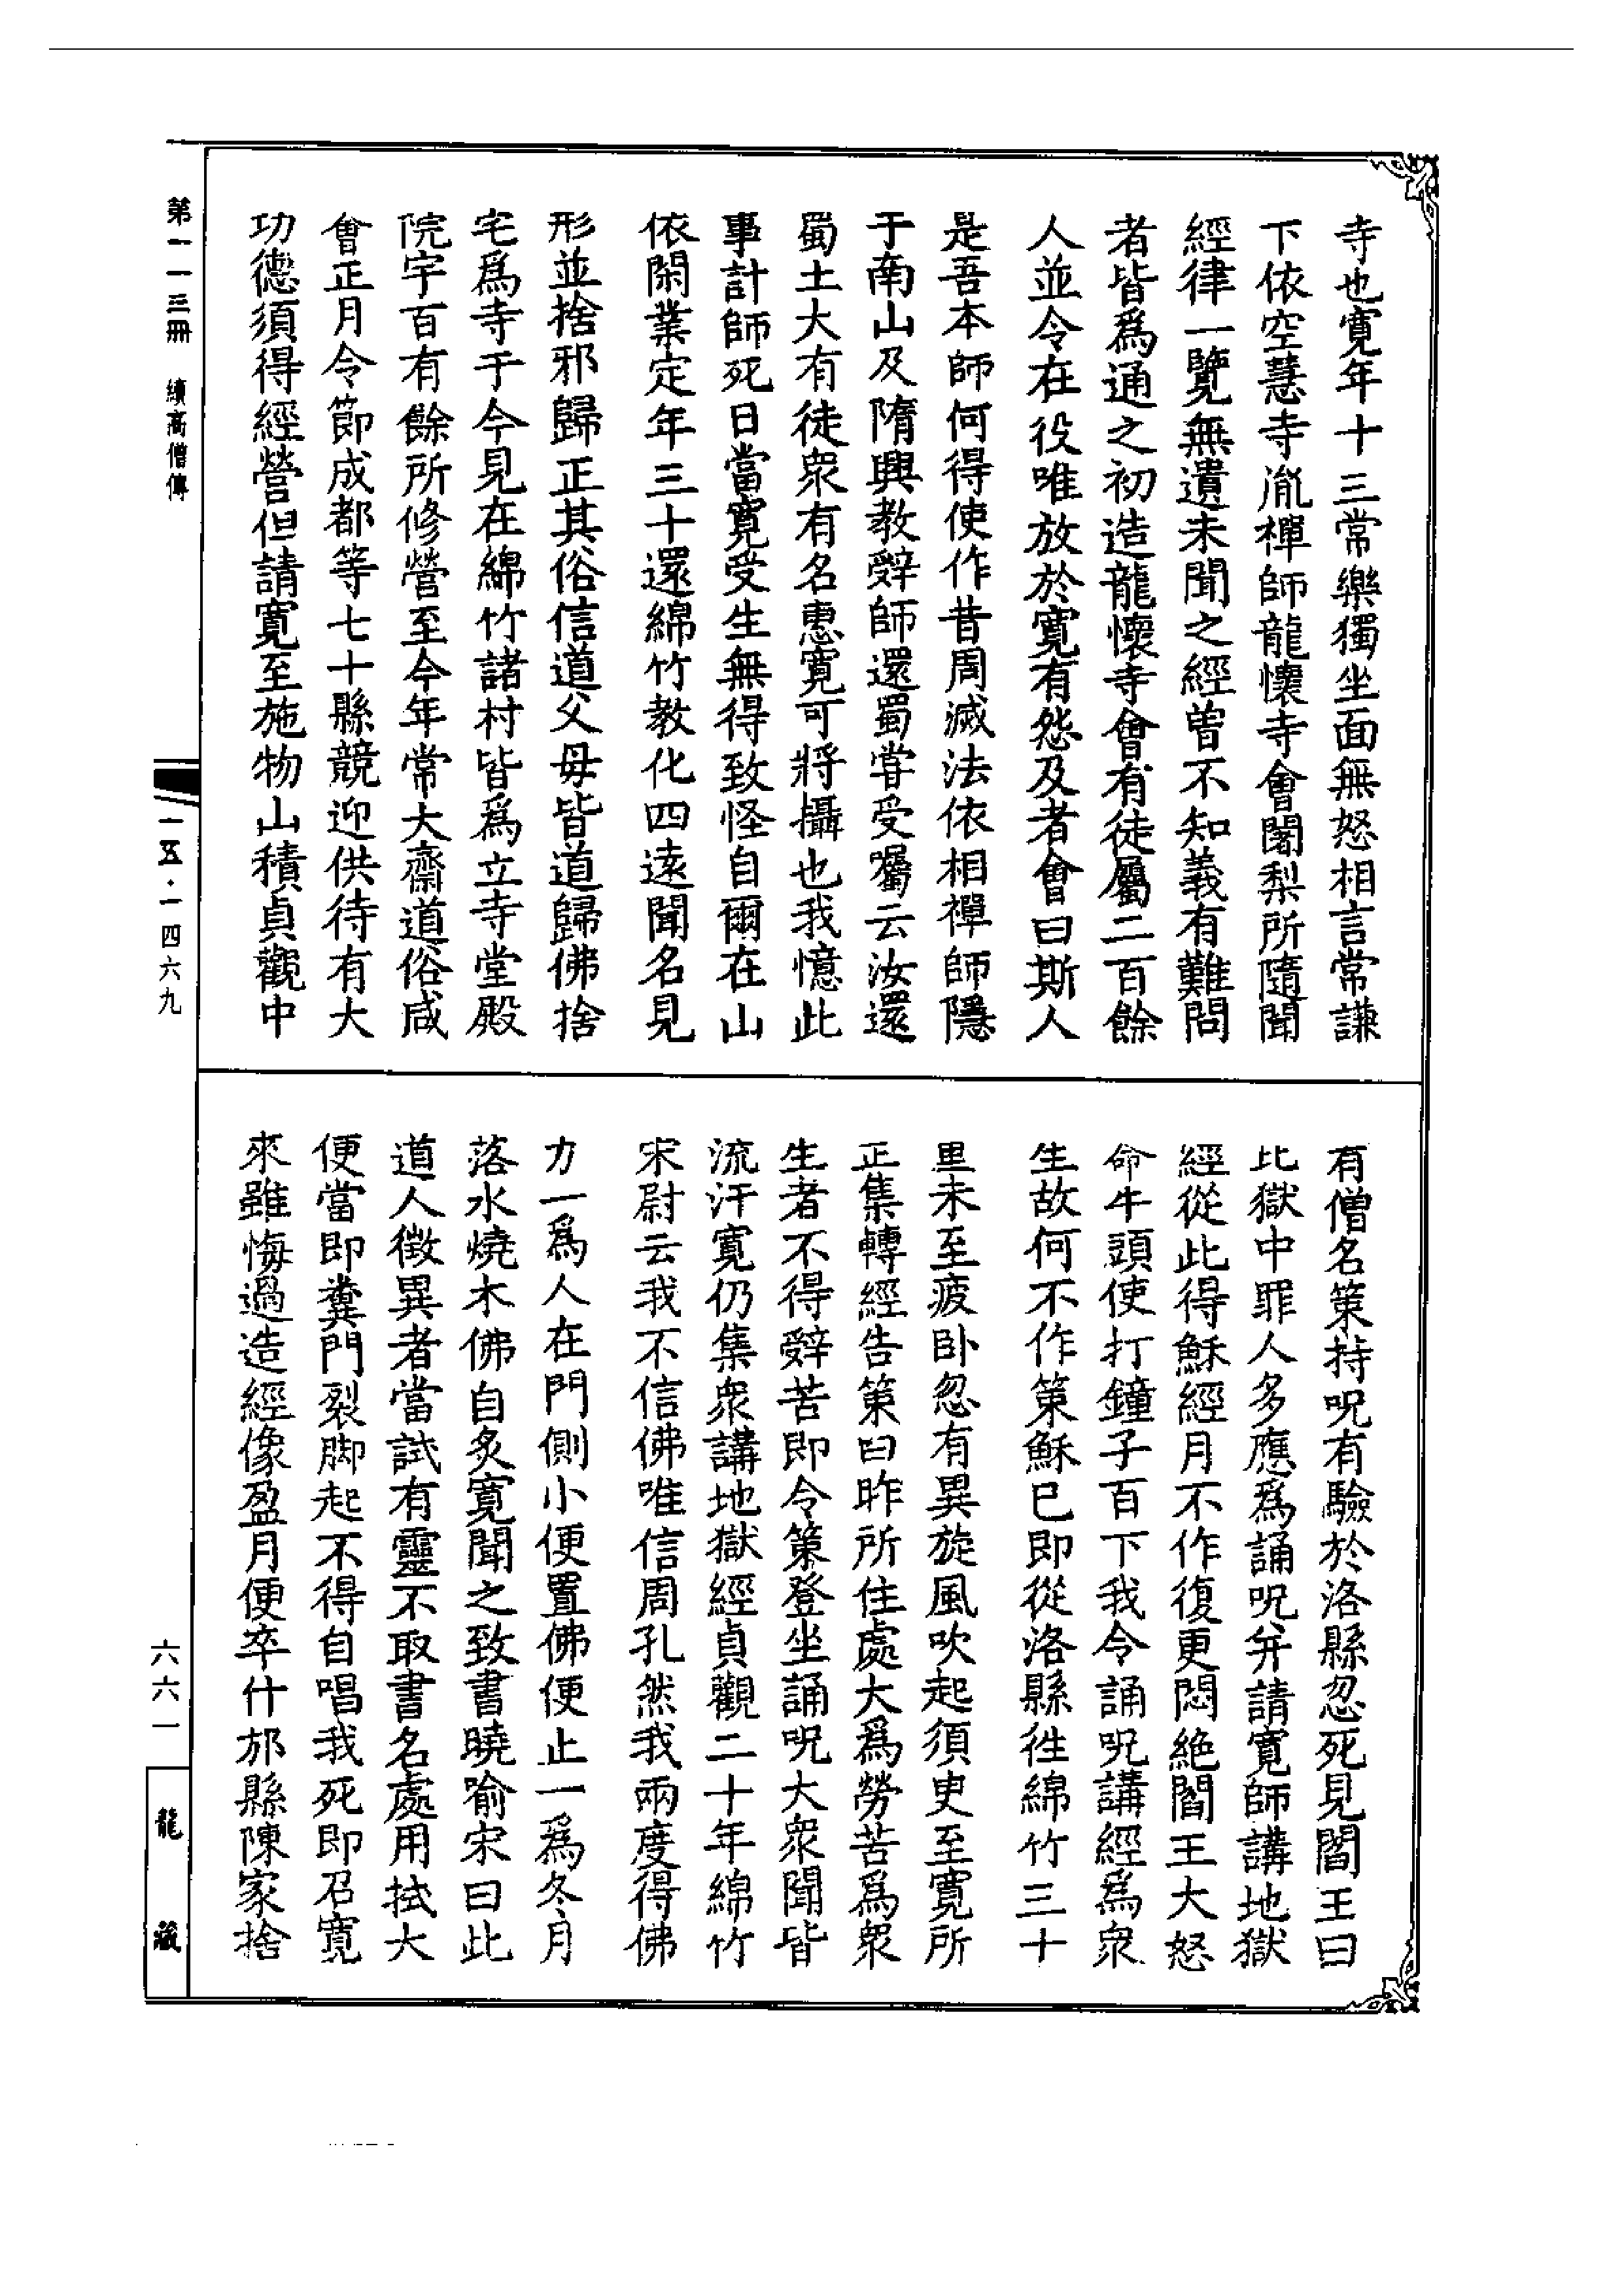 寺也寬年十三常樂獨坐面無怒相言常謙
下依空慧寺胤禪師龍懷寺會闍梨所隨聞
經律一覽無遺未聞之經曾不知義有難問
者皆爲通之初造龍懷寺會有徒屬二百餘
人並令在役唯放於寬有怨及者會曰斯人
是吾本師何得使作昔周滅法依相禪師隱
于南山及隋興教辭師還蜀甞受囑云汝還
蜀土大有徒衆有名惠寬可將攝也我憶此
事計師死日當寬受生無得致怪自爾在山
依閑業定年三十還綿竹教化四遠聞名見
形並捨邪歸正其俗信道父母皆道歸佛捨
宅爲寺于今見在綿竹諸村皆爲立寺堂殿
院宇百有餘所修營至今年常大齋道俗咸
會正月令節成都等七十縣競迎供待有大
功德須得經營但請寬至施物山積貞觀中
有僧名策持呪有驗於洛縣忽死見閻王曰
此獄中罪人多應爲誦呪并請寬師講地獄
經從此得穌經月不作復更悶絶閻王大怒
命牛頭使打鐘子百下我令誦呪講經爲衆
生故何不作策穌已即從洛縣徃綿竹三十
里未至疲卧忽有異旋風吹起須臾至寬所
正集轉經告策曰昨所住處大爲勞苦爲衆
生者不得辭苦即令策登坐誦呪大衆聞皆
流汗寬仍集衆講地獄經貞觀二十年綿竹
宋尉云我不信佛唯信周孔然我兩度得佛
力一爲人在門側小便置佛便止一爲冬月
落水燒木佛自炙寬聞之致書曉喻宋曰此
道人徴異者當試有靈不取書名處用拭大
便當即糞門裂脚起不得自唱我死即召寬
來雖悔過造經像盈月便卒什邡縣陳家捨
第一一三冊 續高僧傳
一五·一四六九
六六一
龍藏